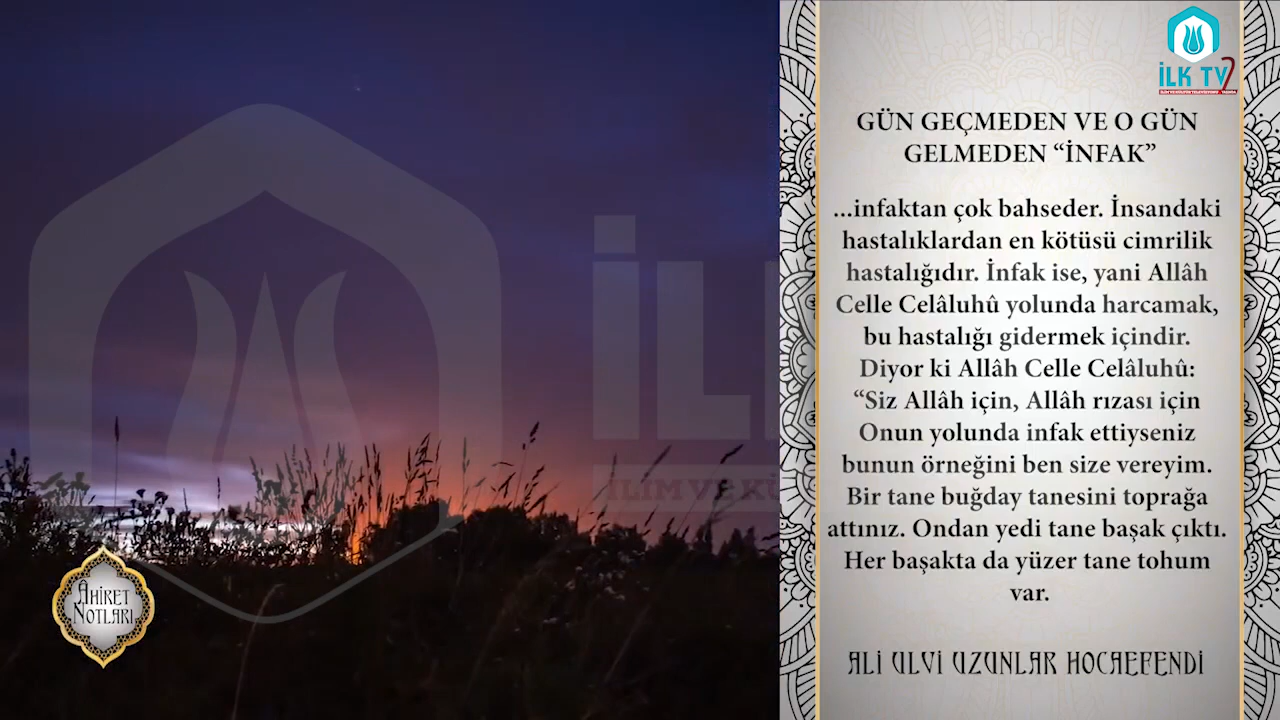 İLK TV
GÜN GEÇMEDEN VE O GÜN
GELMEDEN “İNFAK”
...infaktan çok bahseder. İnsandaki
hastalıklardan en kötüsü cimrilik
hastalığıdır. İnfak ise, yani Allâh
Celle Celâluhû yolunda harcamak,
bu hastalığı gidermek içindir.
Diyor ki Allâh Celle Celâluhû:
“Siz Allâh için, Allâh rızası için
Onun yolunda infak ettiyseniz
bunun örneğini ben size vereyim.
Bir tane buğday tanesini toprağa
attınız. Ondan yedi tane başak çıktı.
Her başakta da yüzer tane tohum
var.
ALİ ULVİ UZUNLAR HOCAEFENDİ
AHİRET
NOTLARI
İL
İLİM VE KÜ